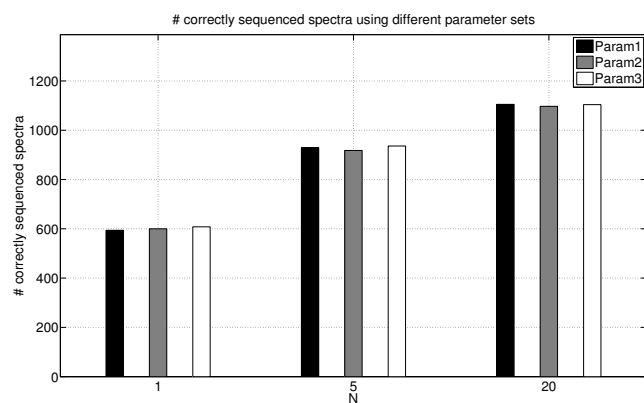 # correctly sequenced spectra using different parameter sets
Param1
Param2
Param3
# correctly sequenced spectra
1200
1000
800
600
400
200
0
1
5
20
N